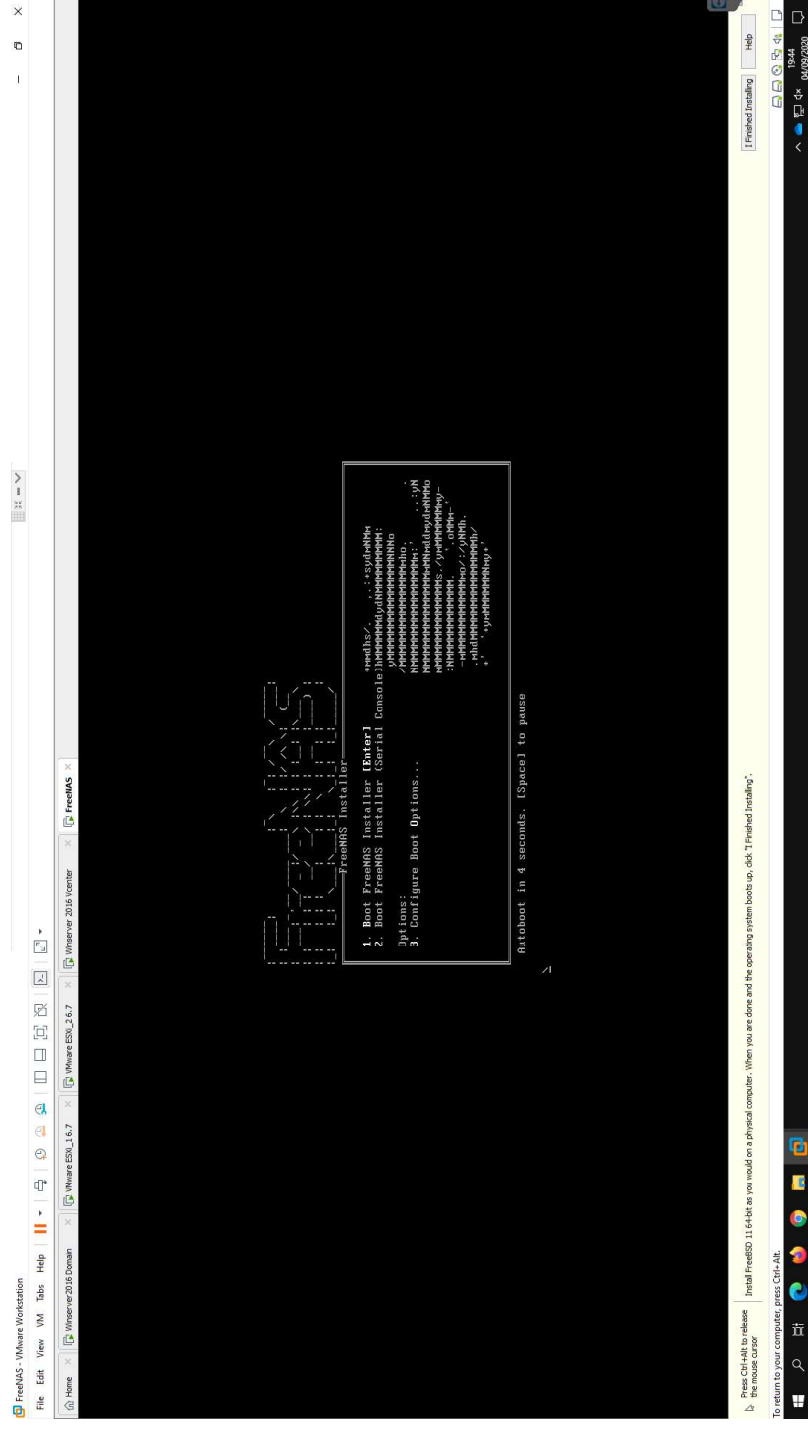 FreeNAS - VMware Workstation
File Edit View VM Tabs Help
Home
Winserver2016 Domain
VMware ESXi_1 6.7
VMware ESXi_2 6.7
Winserver 2016 Vcenter
FreeNAS
FreeNAS
FreeNAS Installer
1. Boot FreeNAS Installer [Enter]
2. Boot FreeNAS Installer (Serial Console)
Options:
3. Configure Boot Options...
Autoboot in 4 seconds. [Space] to pause
Press Ctrl+Alt to release
the mouse cursor
Install FreeBSD 11 64-bit as you would on a physical computer. When you are done and the operating system boots up, click "I Finished Installing".
I Finished Installing
Help
To return to your computer, press Ctrl+Alt.
19:44
04/09/2020